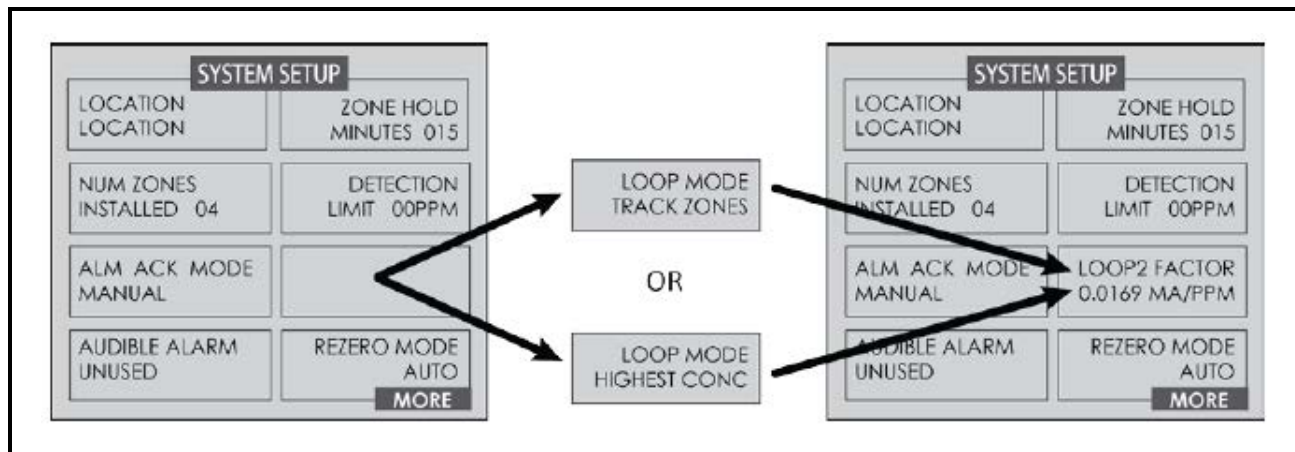 SYSTEM SETUP
LOCATION
LOCATION
ZONE HOLD
MINUTES 015
NUM ZONES
INSTALLED 04
DETECTION
LIMIT 00PPM
ALM ACK MODE
MANUAL
AUDIBLE ALARM
UNUSED
REZERO MODE
AUTO
MORE
LOOP MODE
TRACK ZONES
OR
LOOP MODE
HIGHEST CONC
SYSTEM SETUP
LOCATION
LOCATION
ZONE HOLD
MINUTES 015
NUM ZONES
INSTALLED 04
DETECTION
LIMIT 00PPM
ALM ACK MODE
MANUAL
LOOP2 FACTOR
0.0169 MA/PPM
AUDIBLE ALARM
UNUSED
REZERO MODE
AUTO
MORE